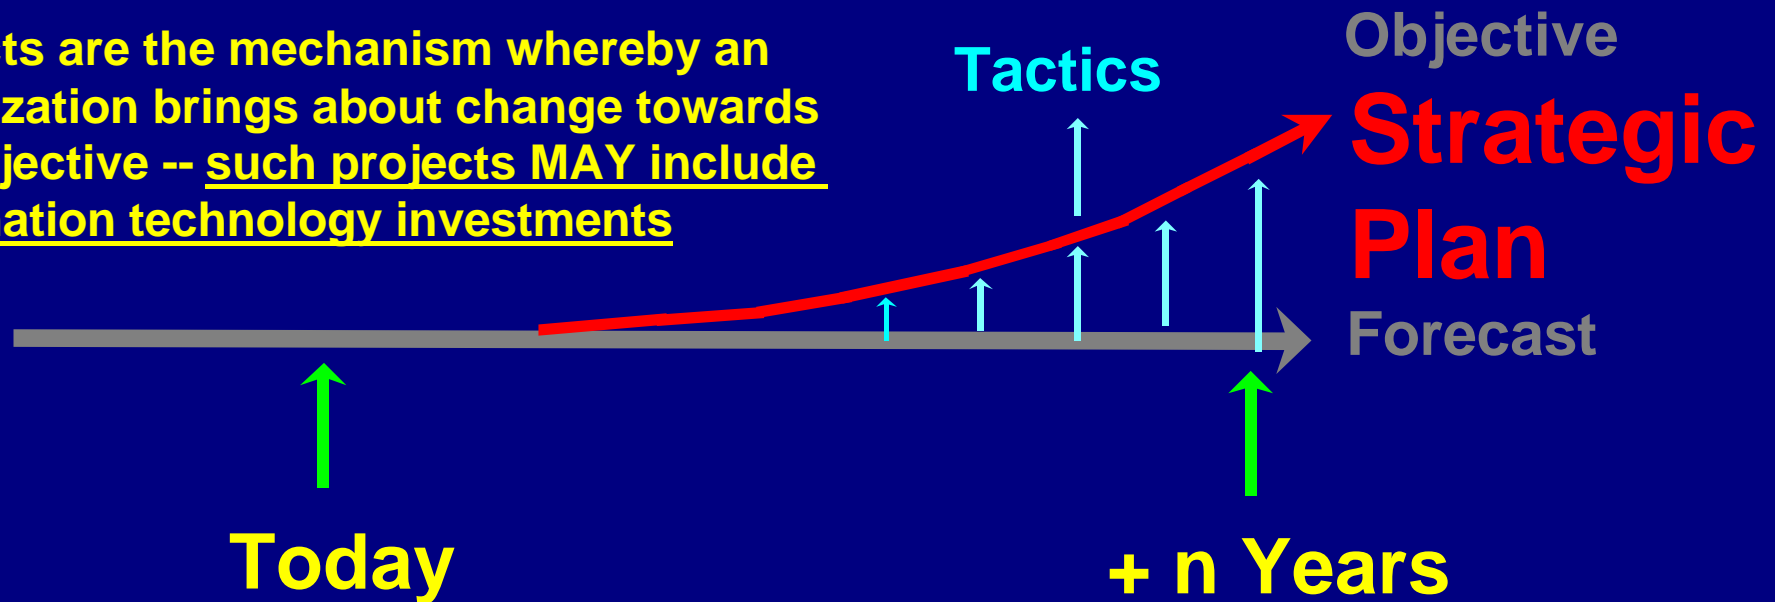 ts are the mechanism whereby an
zation brings about change towards
jective -- such projects MAY include
ation technology investments
Tactics
Objective
Strategic
Plan
Forecast
Today
+ n Years